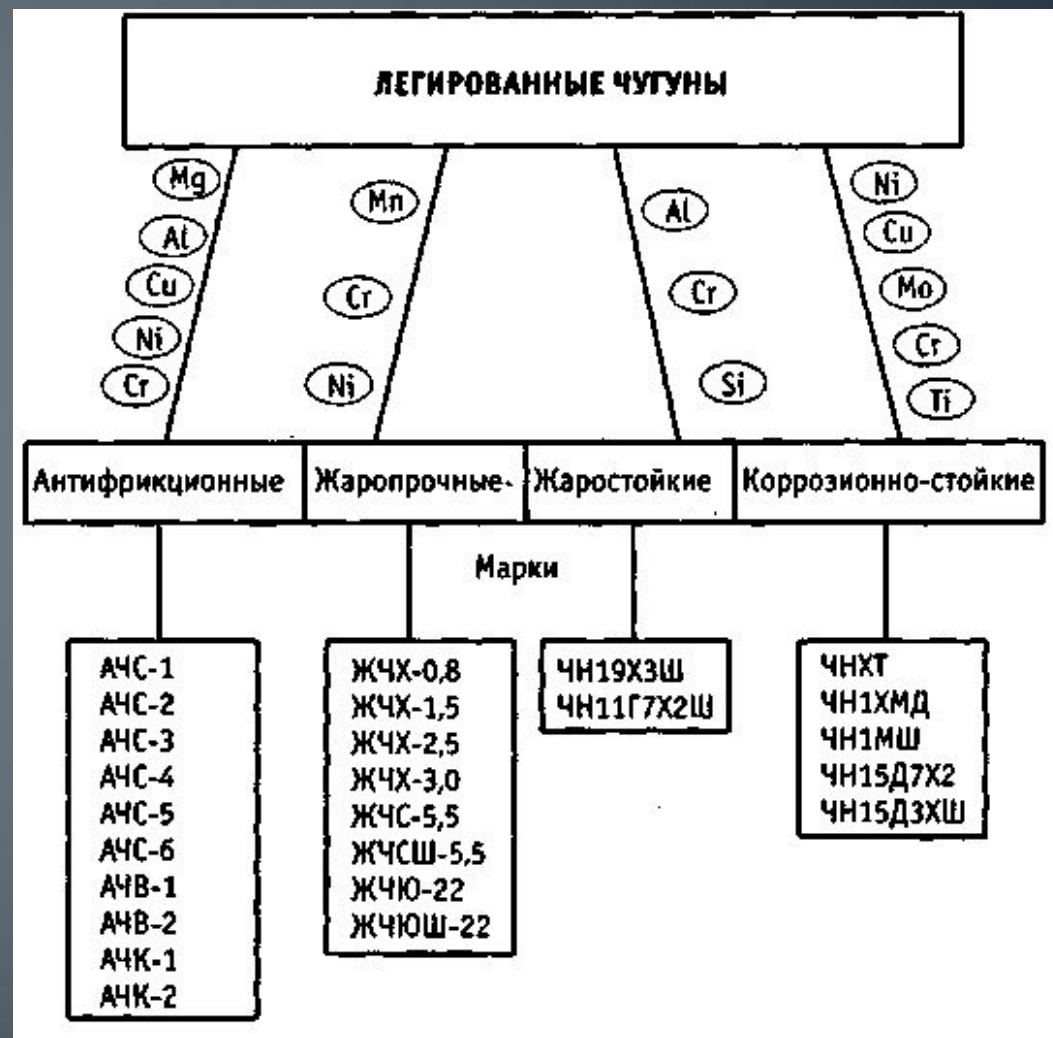 ЛЕГИРОВАННЫЕ ЧУГУНЫ
Mg
Al
Cu
Ni
Cr
Mn
Cr
Ni
Al
Cr
Si
Ni
Cu
Mo
Cr
Ti
Антифрикционные
Жаропрочные
Жаростойкие
Коррозионно-стойкие
Марки
АЧС-1
АЧС-2
АЧС-3
АЧС-4
АЧС-5
АЧС-6
АЧВ-1
АЧВ-2
АЧК-1
АЧК-2
ЖЧХ-0,8
ЖЧХ-1,5
ЖЧХ-2,5
ЖЧХ-3,0
ЖЧС-5,5
ЖЧСШ-5,5
ЖЧЮ-22
ЖЧЮШ-22
ЧН19Х3Ш
ЧН11Г7Х2Ш
ЧНХТ
ЧН1ХМД
ЧН1МШ
ЧН15Д7Х2
ЧН15Д3ХШ